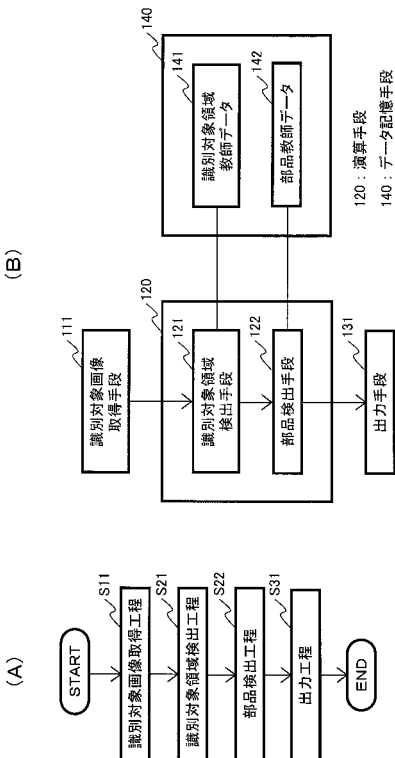 (A)
START
S11
識別対象画像取得工程
S21
識別対象領域検出工程
S22
部品検出工程
S31
出力工程
END
(B)
111
識別対象画像
取得手段
120
121
識別対象領域
検出手段
122
部品検出手段
131
出力手段
140
141
識別対象領域
教師データ
142
部品教師データ
120：演算手段
140：データ記憶手段